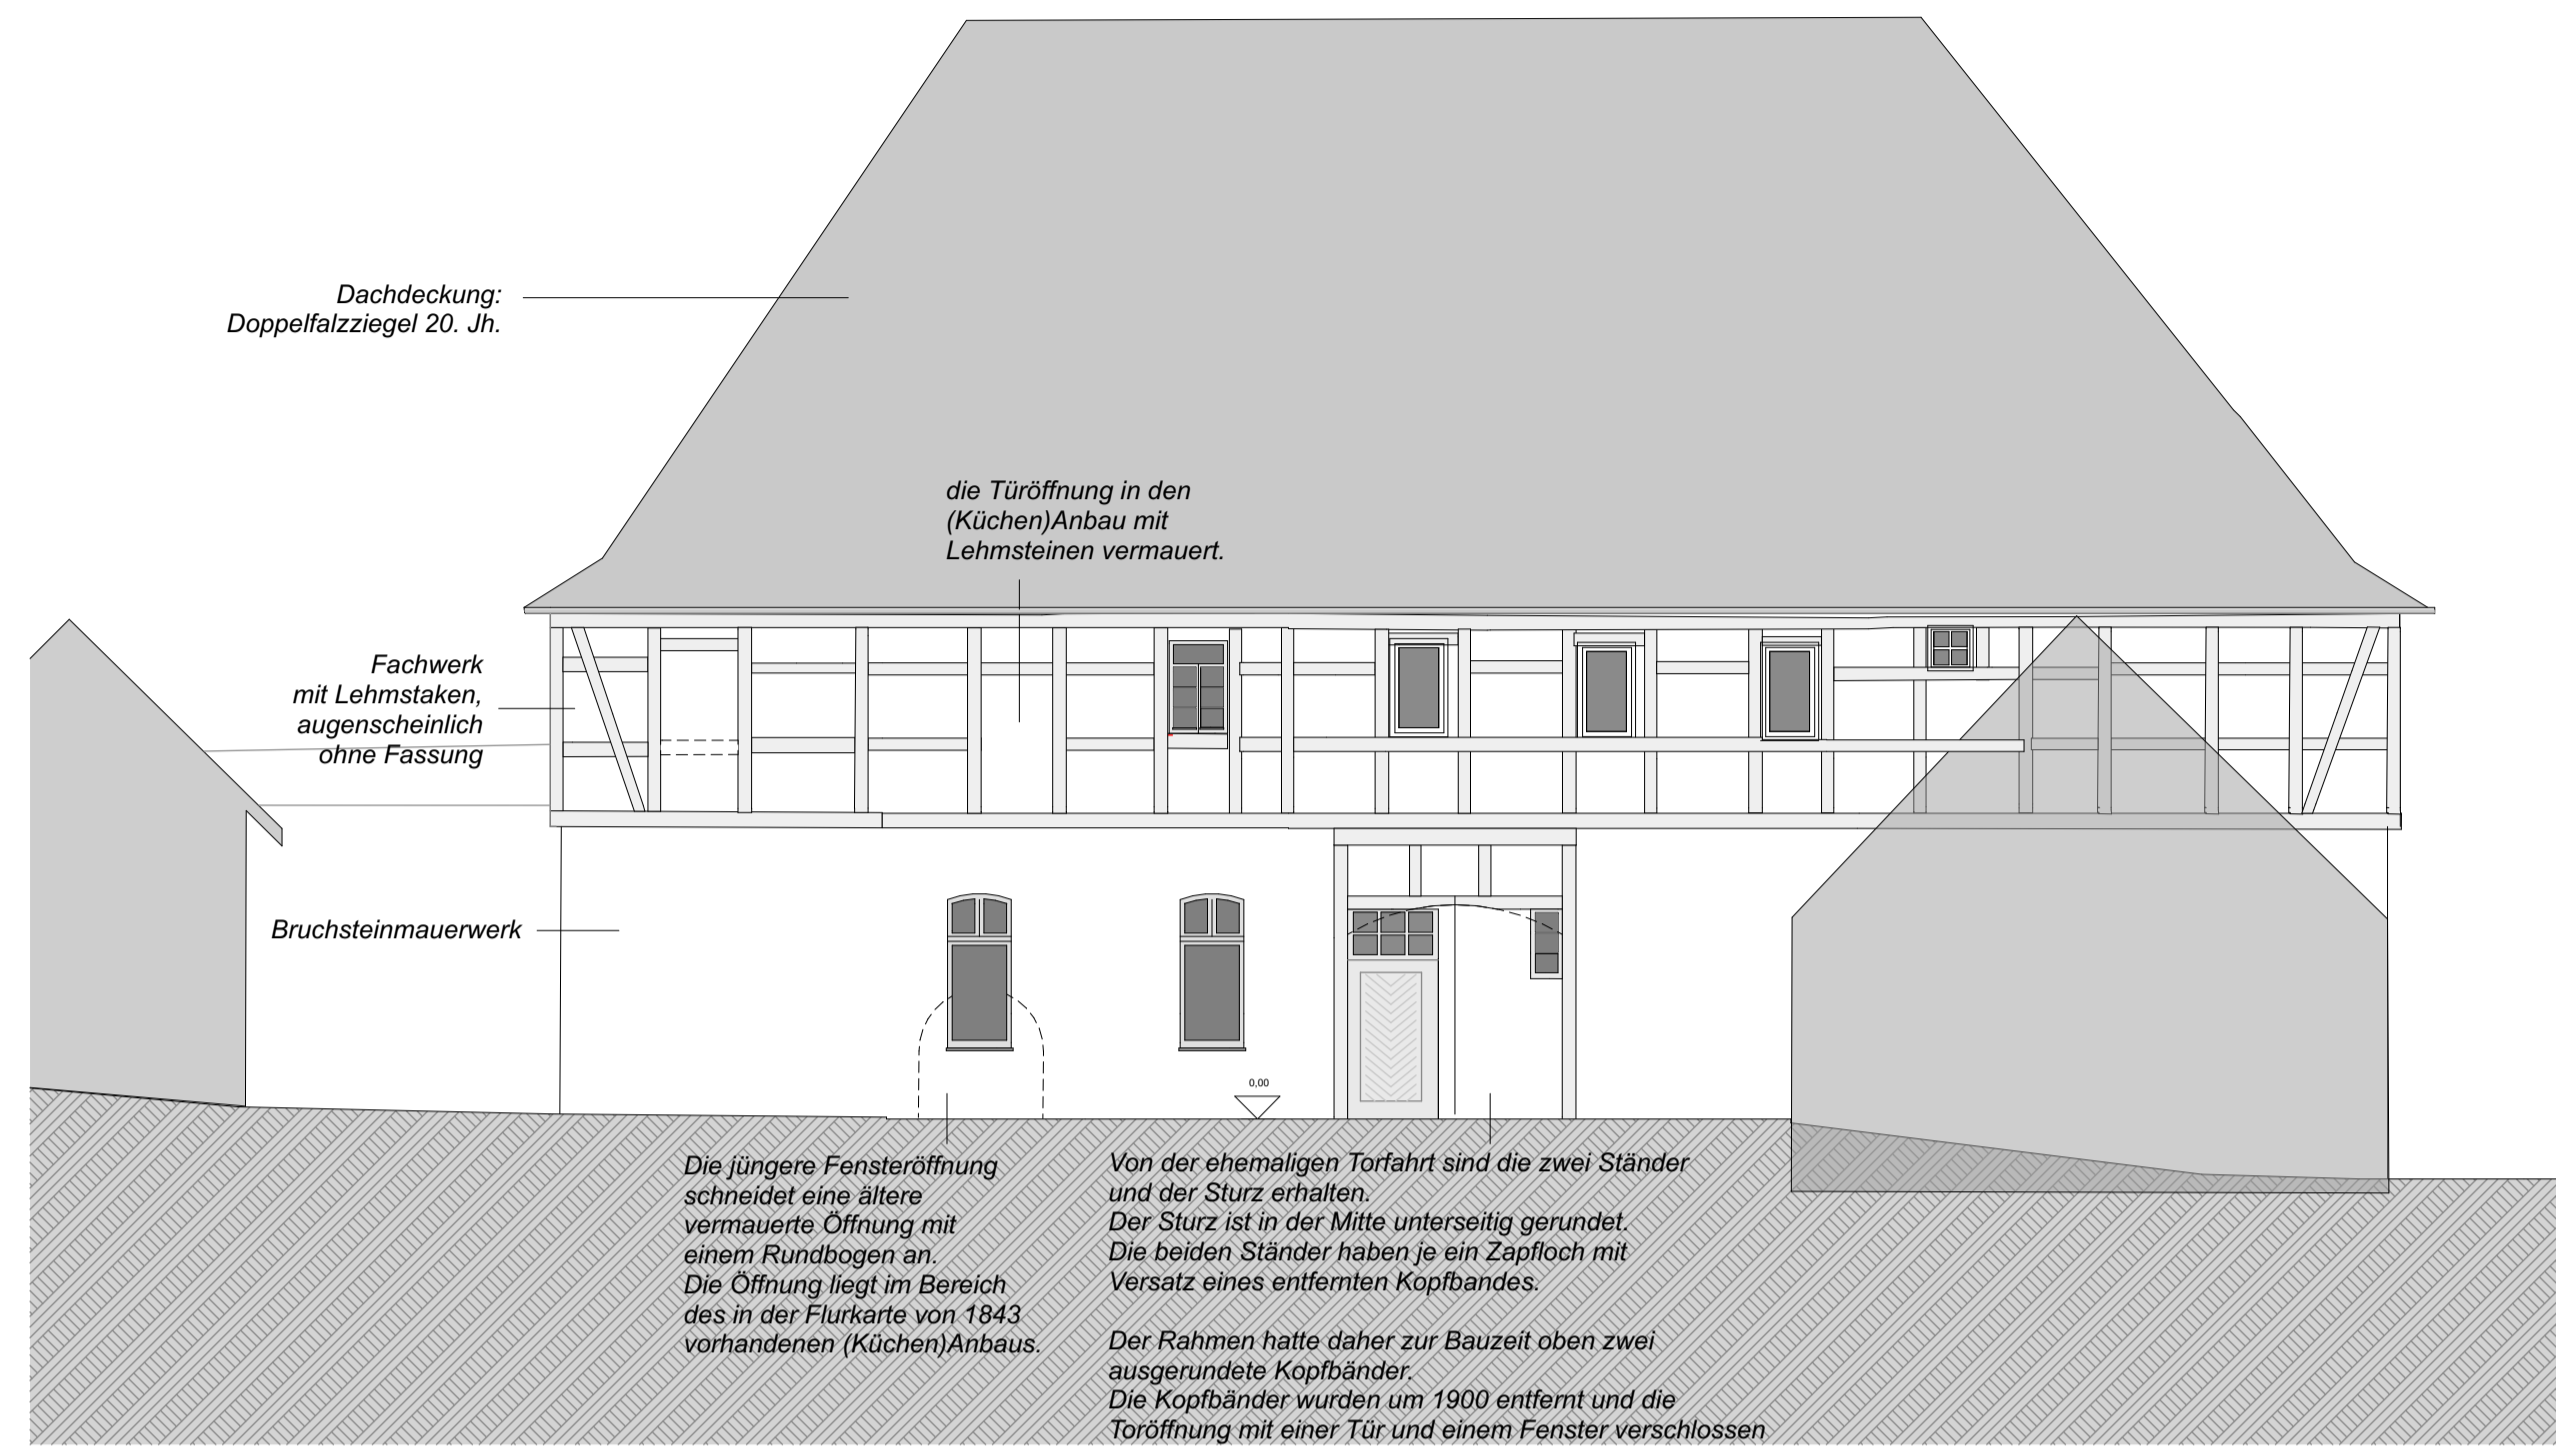 Dachdeckung:
Doppelfalzziegel 20. Jh.
die Türöffnung in den
(Küchen)Anbau mit
Lehmsteinen vermauert.
Fachwerk
mit Lehmstaken,
augenscheinlich
ohne Fassung
Bruchsteinmauerwerk
0,00
Die jüngere Fensteröffnung
schneidet eine ältere
vermauerte Öffnung mit
einem Rundbogen an.
Die Öffnung liegt im Bereich
des in der Flurkarte von 1843
vorhandenen (Küchen)Anbaus.
Von der ehemaligen Torfahrt sind die zwei Ständer
und der Sturz erhalten.
Der Sturz ist in der Mitte unterseitig gerundet.
Die beiden Ständer haben je ein Zapfloch mit
Versatz eines entfernten Kopfbandes.
Der Rahmen hatte daher zur Bauzeit oben zwei
ausgerundete Kopfbänder.
Die Kopfbänder wurden um 1900 entfernt und die
Toröffnung mit einer Tür und einem Fenster verschlossen